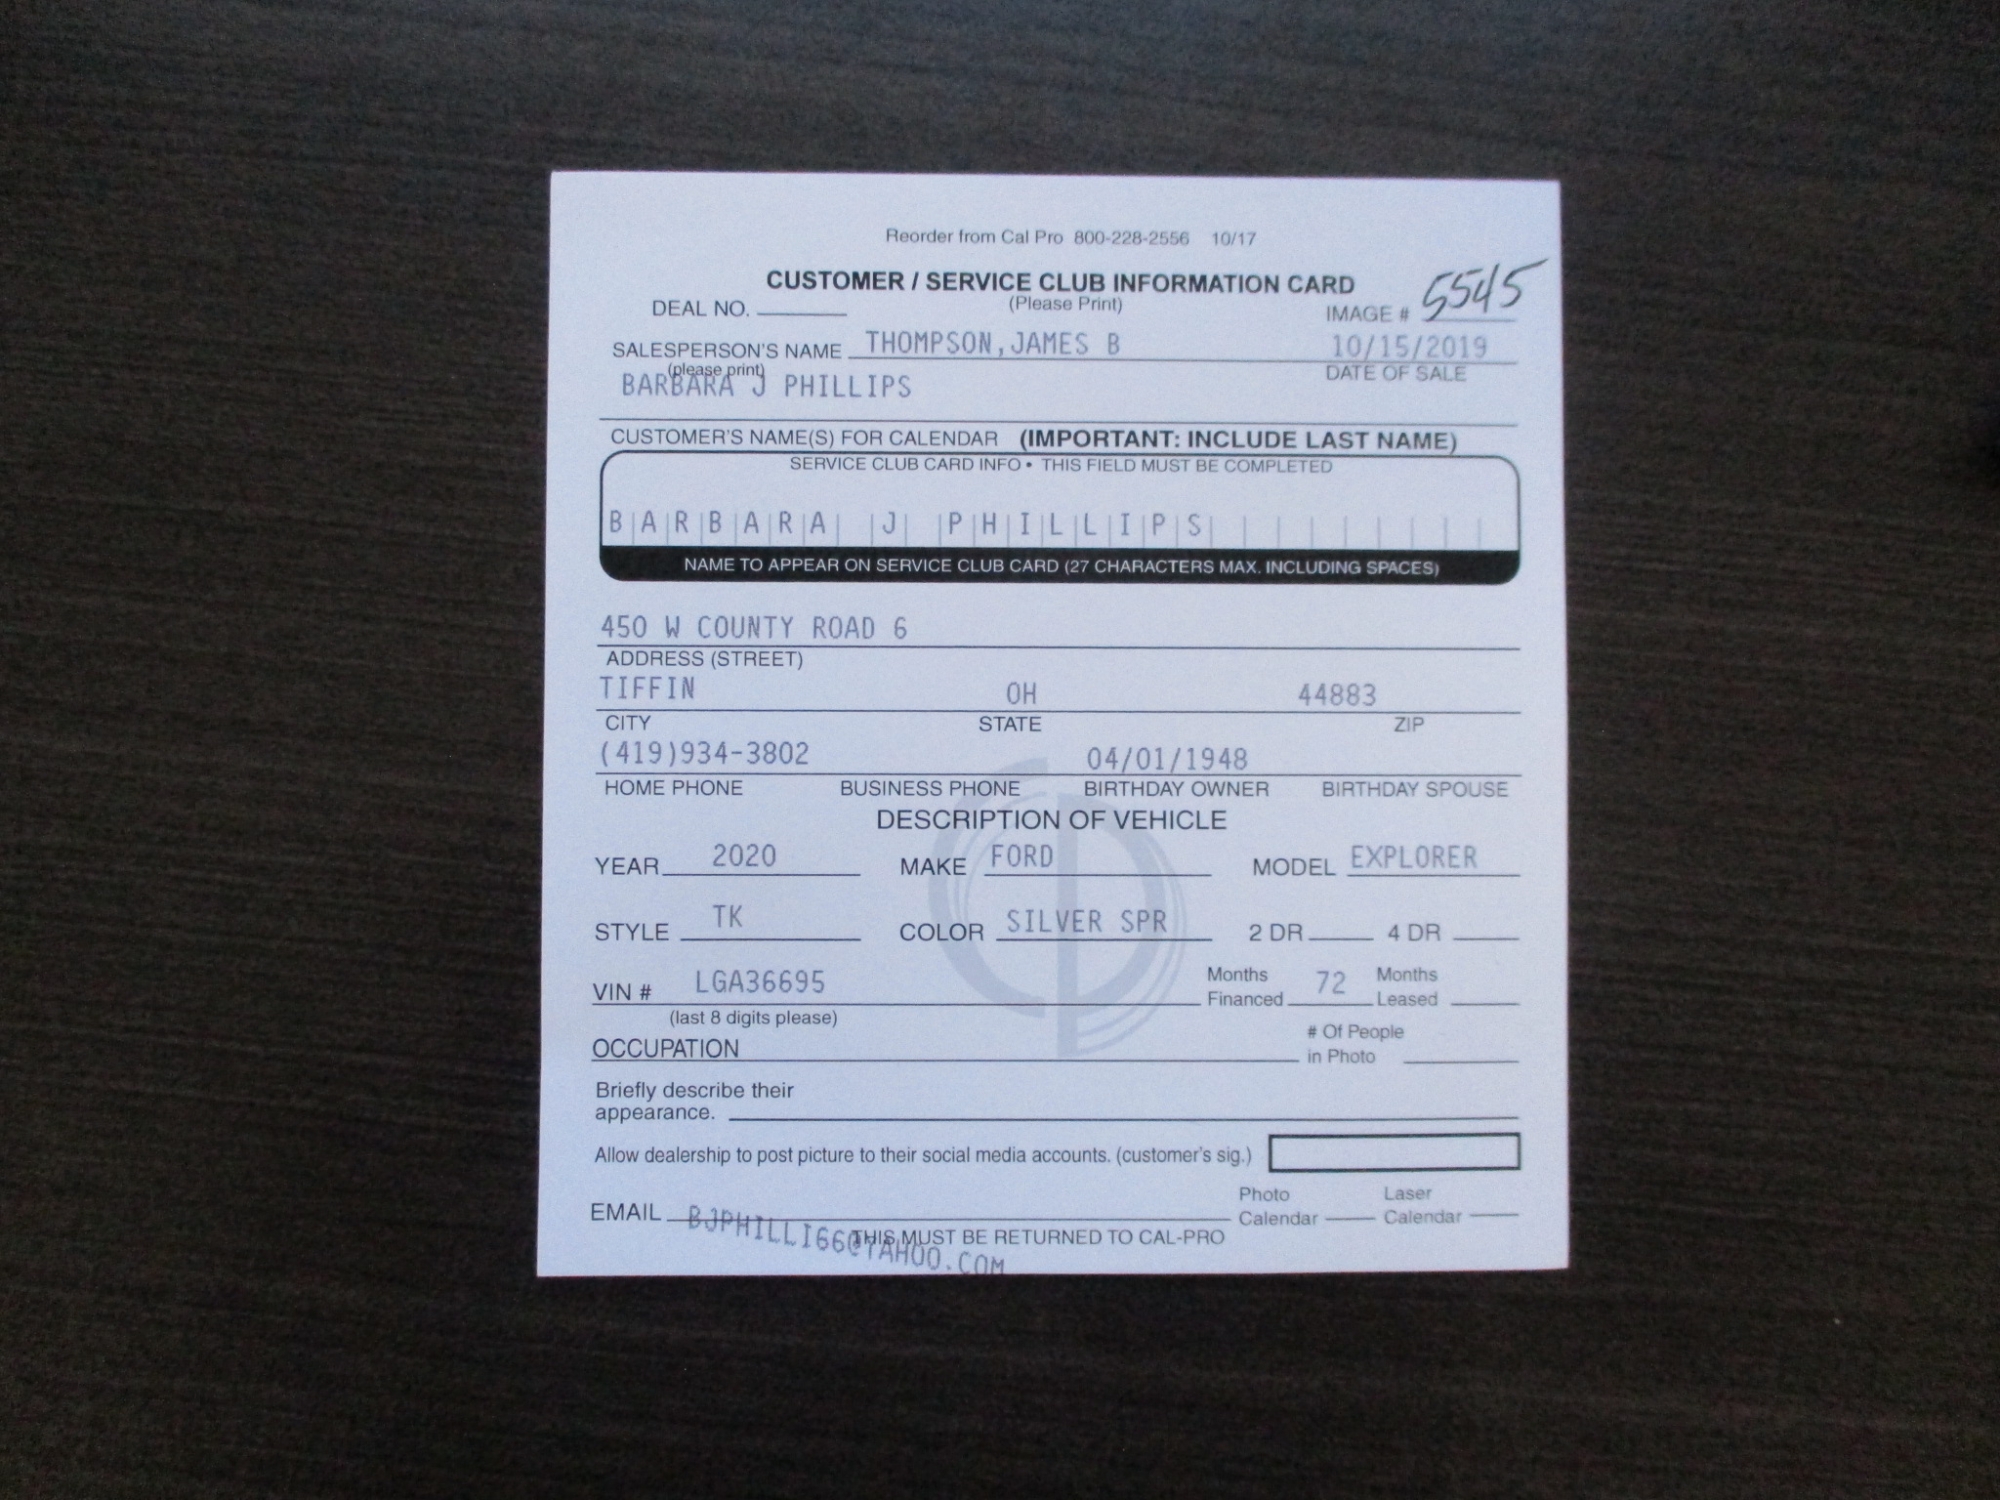 Reorder from Cal Pro 800-228-2556 10/17
CUSTOMER / SERVICE CLUB INFORMATION CARD
(Please Print)
DEAL NO. IMAGE # 5545
SALESPERSON'S NAME THOMPSON,JAMES B 10/15/2019
(please print) DATE OF SALE
BARBARA J PHILLIPS
CUSTOMER'S NAME(S) FOR CALENDAR (IMPORTANT: INCLUDE LAST NAME)
SERVICE CLUB CARD INFO • THIS FIELD MUST BE COMPLETED
BARBARA J PHILLIPS
NAME TO APPEAR ON SERVICE CLUB CARD (27 CHARACTERS MAX. INCLUDING SPACES)
450 W COUNTY ROAD 6
ADDRESS (STREET)
TIFFIN OH 44883
CITY STATE ZIP
(419)934-3802 04/01/1948
HOME PHONE BUSINESS PHONE BIRTHDAY OWNER BIRTHDAY SPOUSE
DESCRIPTION OF VEHICLE
YEAR 2020 MAKE FORD MODEL EXPLORER
STYLE TK COLOR SILVER SPR 2 DR 4 DR
VIN # LGA36695 Months Financed 72 Months Leased
(last 8 digits please)
OCCUPATION # Of People in Photo
Briefly describe their
appearance.
Allow dealership to post picture to their social media accounts. (customer's sig.)
EMAIL BJPHILLI66@YAHOO.COM Photo Calendar Laser Calendar
THIS MUST BE RETURNED TO CAL-PRO